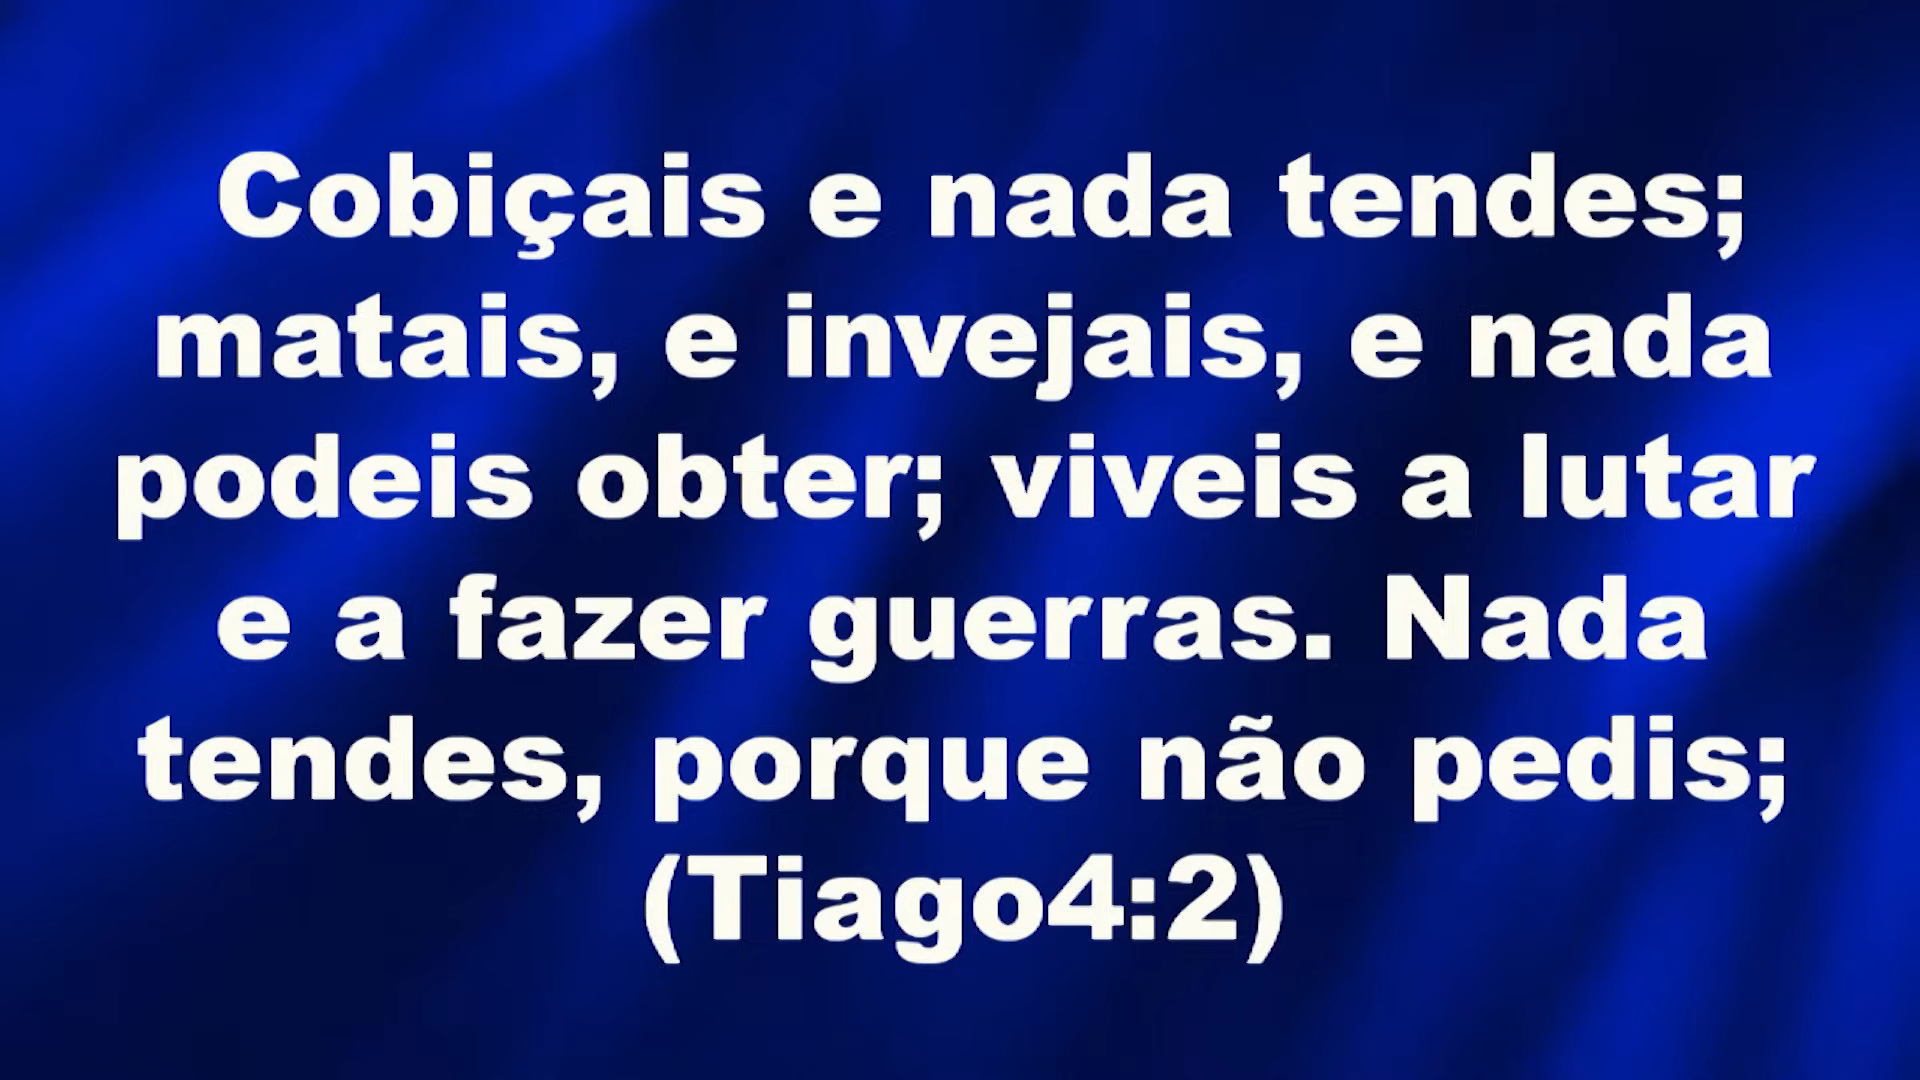 Cobiçais e nada tendes;
matais, e invejais, e nada
podeis obter; viveis a lutar
e a fazer guerras. Nada
tendes, porque não pedis;
(Tiago4:2)